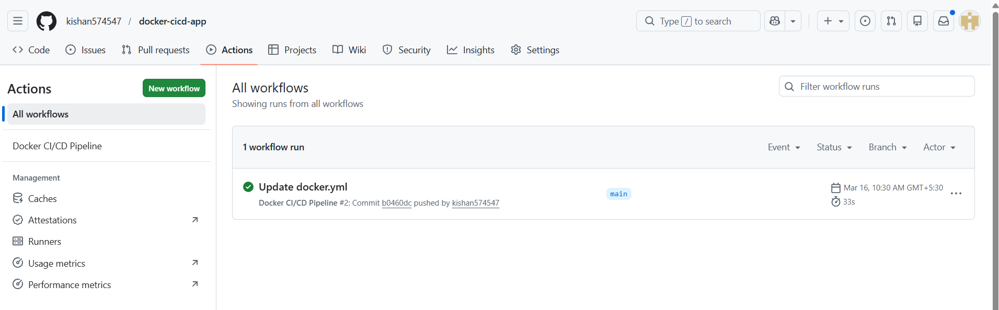 kishan574547 / docker-cicd-app
Type / to search
Code
Issues
Pull requests
Actions
Projects
Wiki
Security
Insights
Settings
Actions
New workflow
All workflows
Docker CI/CD Pipeline
Management
Caches
Attestations
Runners
Usage metrics
Performance metrics
All workflows
Showing runs from all workflows
Filter workflow runs
1 workflow run
Event
Status
Branch
Actor
Update docker.yml
Docker CI/CD Pipeline #2: Commit b0460dc pushed by kishan574547
main
Mar 16, 10:30 AM GMT+5:30
33s